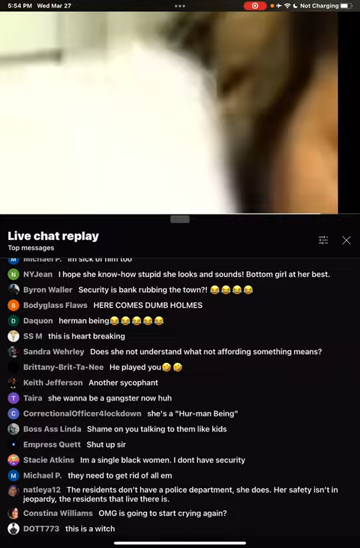 5:54 PM Wed Mar 27
Not Charging
Live chat replay
Top messages
Michael P. Im sick of him too
NYJean I hope she know-how stupid she looks and sounds! Bottom girl at her best.
Byron Waller Security is bank rubbing the town?! 😂😂😂😂
Bodyglass Flaws HERE COMES DUMB HOLMES
Daquon herman being😂😂😂😂😂
SS M this is heart breaking
Sandra Wehrley Does she not understand what not affording something means?
Brittany-Brit-Ta-Nee He played you🤣🤣
Keith Jefferson Another sycophant
T Taira she wanna be a gangster now huh
C CorrectionalOfficer4lockdown she's a "Hur-man Being"
Boss Ass Linda Shame on you talking to them like kids
Empress Quett Shut up sir
Stacie Atkins Im a single black women. I dont have security
M Michael P. they need to get rid of all em
natleya12 The residents don't have a police department, she does. Her safety isn't in
jeopardy, the residents that live there is.
Constina Williams OMG is going to start crying again?
D DOTT773 this is a witch